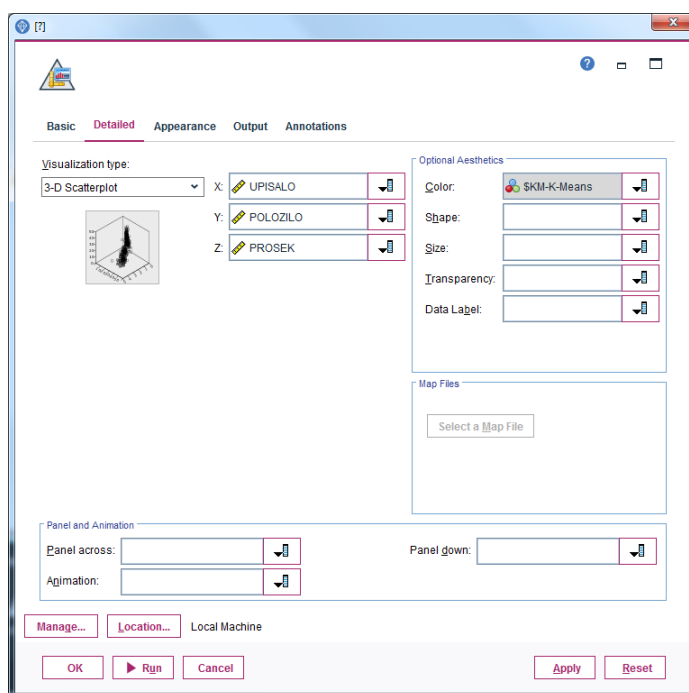 [?]
Basic Detailed Appearance Output Annotations
Visualization type:
3-D Scatterplot
X: UPISALO
Y: POLOZILO
Z: PROSEK
Optional Aesthetics
Color: $KM-K-Means
Shape:
Size:
Transparency:
Data Label:
Map Files
Select a Map File
Panel and Animation
Panel across:
Panel down:
Animation:
Manage... Location... Local Machine
OK Run Cancel Apply Reset